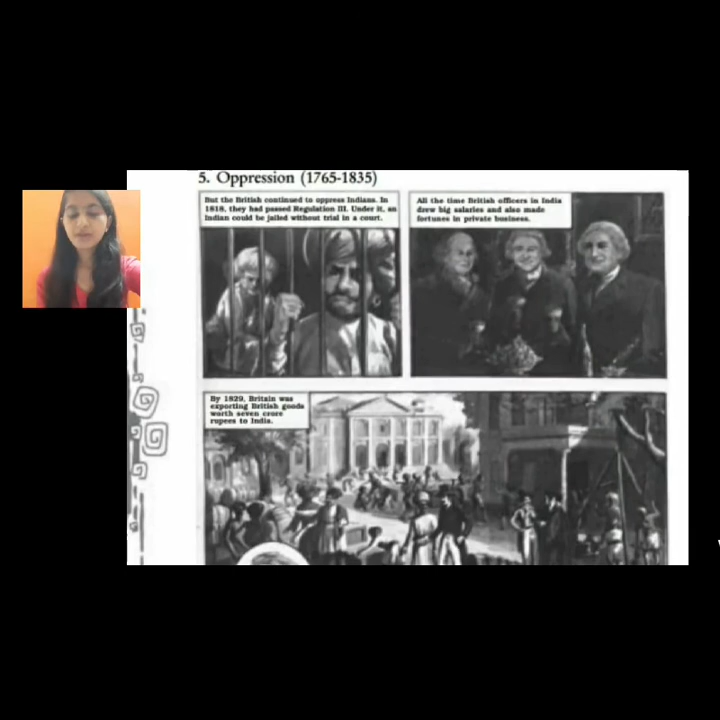 5. Oppression (1765-1835)
But the British continued to oppress Indians. In
1818, they had passed Regulation III. Under it, an
Indian could be jailed without trial in a court.
All the time British officers in India
drew big salaries and also made
fortunes in private business.
By 1829, Britain was
exporting British goods
worth seven crore
rupees to India.